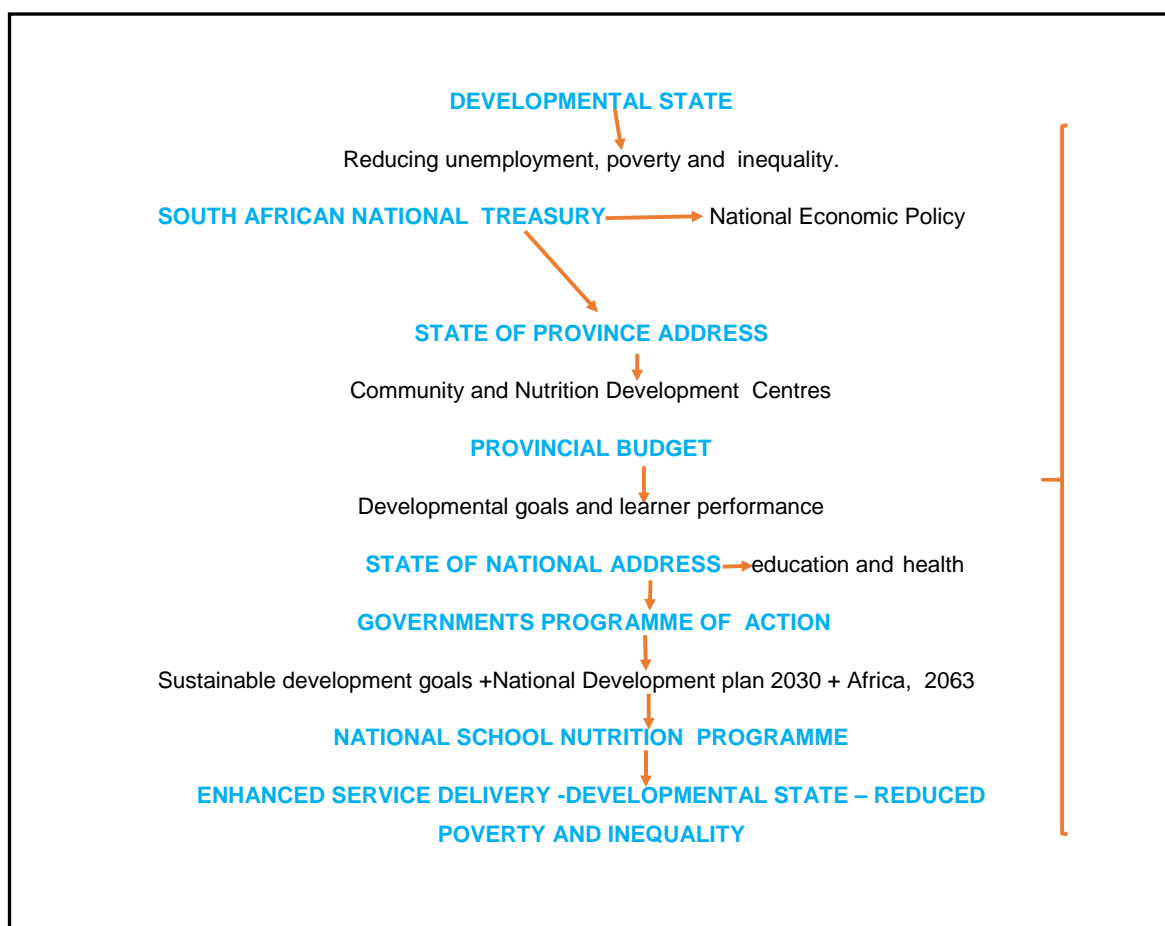 DEVELOPMENTAL STATE
Reducing unemployment, poverty and inequality.
SOUTH AFRICAN NATIONAL TREASURY National Economic Policy
STATE OF PROVINCE ADDRESS
Community and Nutrition Development Centres
PROVINCIAL BUDGET
Developmental goals and learner performance
STATE OF NATIONAL ADDRESS education and health
GOVERNMENTS PROGRAMME OF ACTION
Sustainable development goals +National Development plan 2030 + Africa, 2063
NATIONAL SCHOOL NUTRITION PROGRAMME
ENHANCED SERVICE DELIVERY -DEVELOPMENTAL STATE – REDUCED
POVERTY AND INEQUALITY